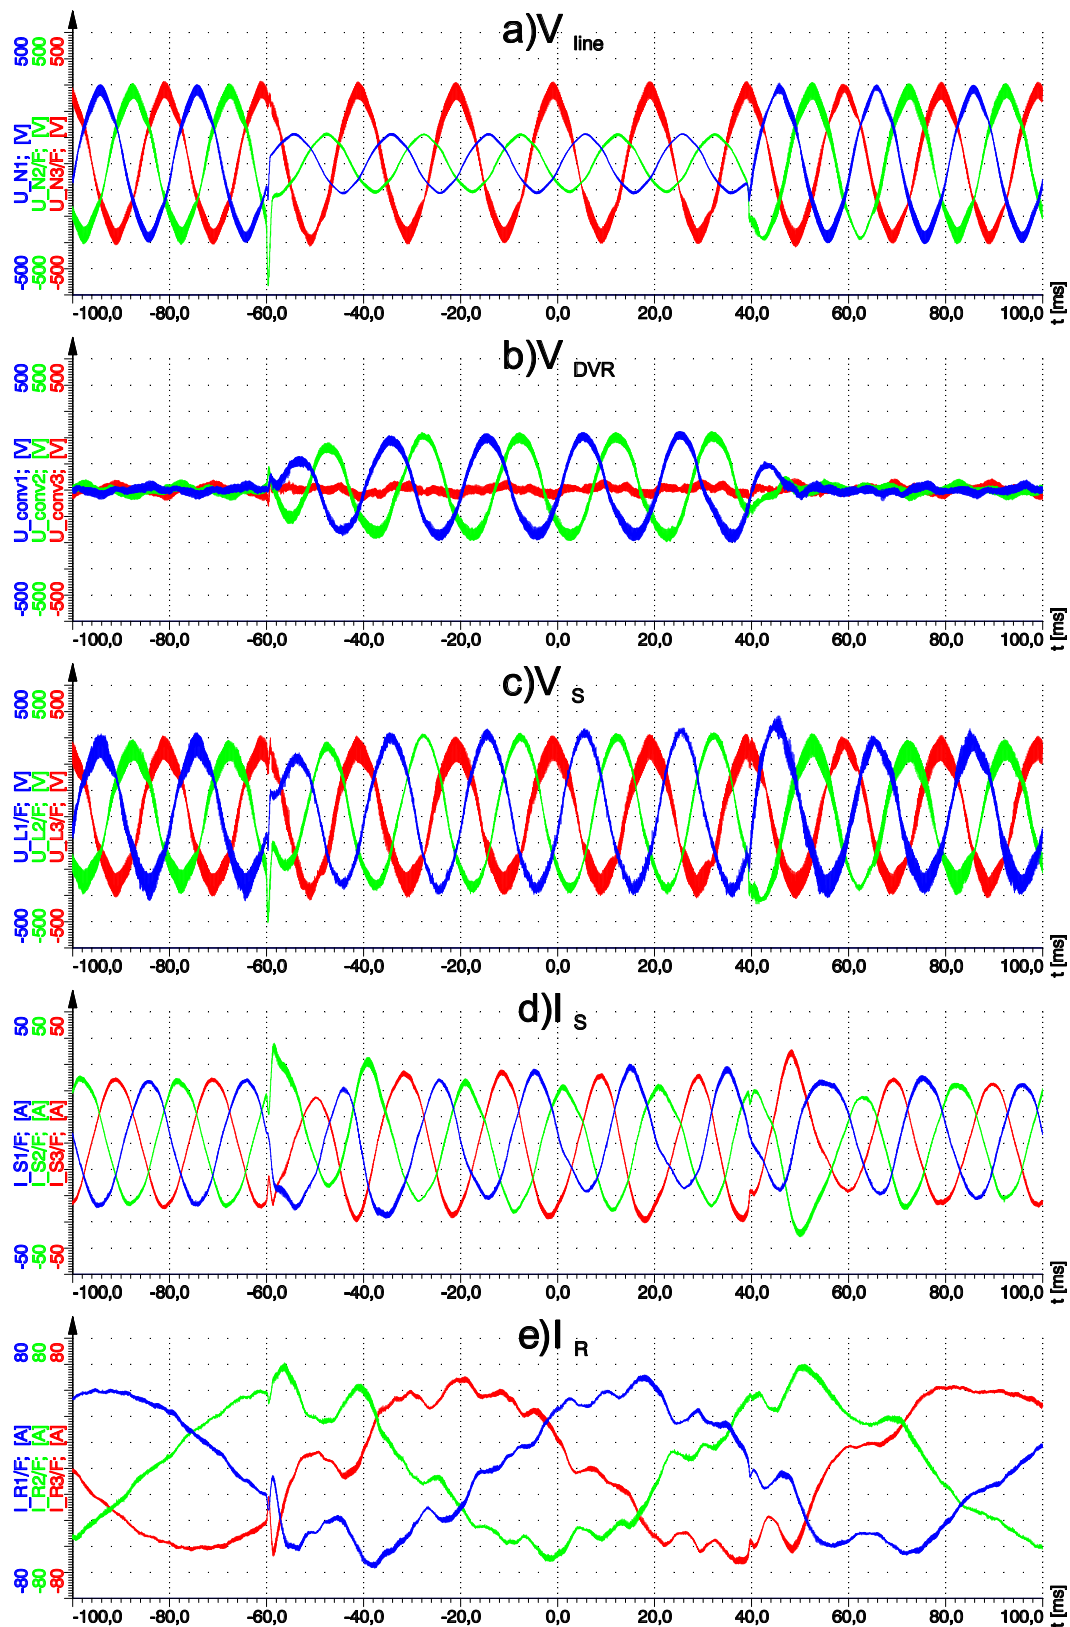 a)V line
500
500
500
U_N1; [V]
U_N2/F; [V]
U_N3/F; [V]
-500
-500
-500
-100,0 -80,0 -60,0 -40,0 -20,0 0,0 20,0 40,0 60,0 80,0 100,0
t [ms]
b)V DVR
500
500
500
U_conv1; [V]
U_conv2; [V]
U_conv3; [V]
-500
-500
-500
-100,0 -80,0 -60,0 -40,0 -20,0 0,0 20,0 40,0 60,0 80,0 100,0
t [ms]
c)V S
500
500
500
U_L1/F; [V]
U_L2/F; [V]
U_L3/F; [V]
-500
-500
-500
-100,0 -80,0 -60,0 -40,0 -20,0 0,0 20,0 40,0 60,0 80,0 100,0
t [ms]
d)I S
50
50
50
I_S1/F; [A]
I_S2/F; [A]
I_S3/F; [A]
-50
-50
-50
-100,0 -80,0 -60,0 -40,0 -20,0 0,0 20,0 40,0 60,0 80,0 100,0
t [ms]
e)I R
80
80
80
I_R1/F; [A]
I_R2/F; [A]
I_R3/F; [A]
-80
-80
-80
-100,0 -80,0 -60,0 -40,0 -20,0 0,0 20,0 40,0 60,0 80,0 100,0
t [ms]